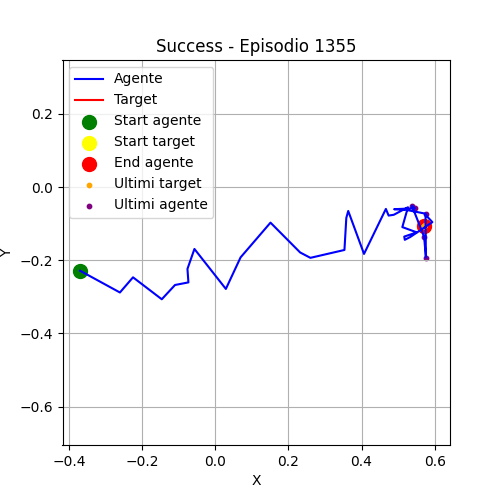 Success - Episodio 1355
Agente
Target
Start agente
Start target
End agente
Ultimi target
Ultimi agente
0.2
0.0
−0.2
−0.4
−0.6
Y
−0.4 −0.2 0.0 0.2 0.4 0.6
X